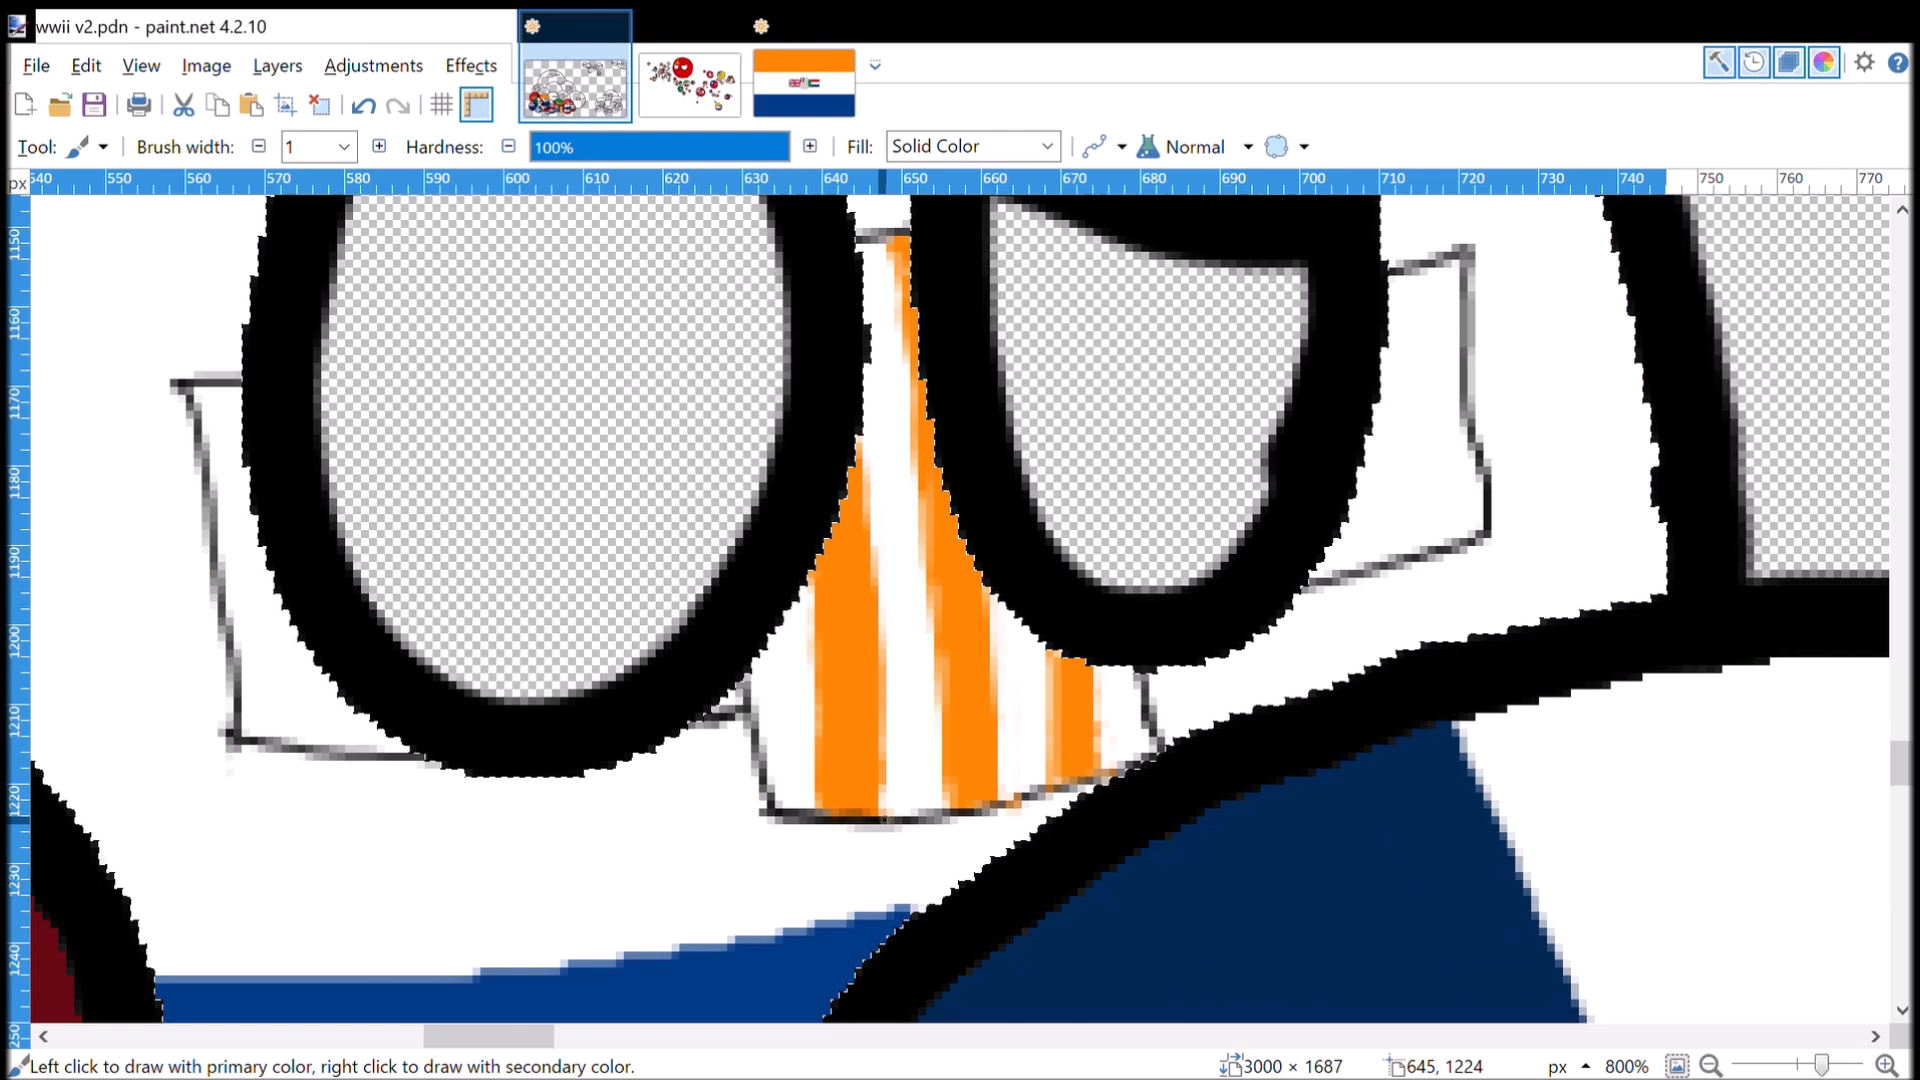 wwii v2.pdn - paint.net 4.2.10
File Edit View Image Layers Adjustments Effects
Tool: Brush width: 1 Hardness: 100% Fill: Solid Color Normal
px 540 550 560 570 580 590 600 610 620 630 640 650 660 670 680 690 700 710 720 730 740 750 760 770
1150
1160
1170
1180
1190
1200
1210
1220
1230
1240
250
Left click to draw with primary color, right click to draw with secondary color. 3000 × 1687 645, 1224 px 800%